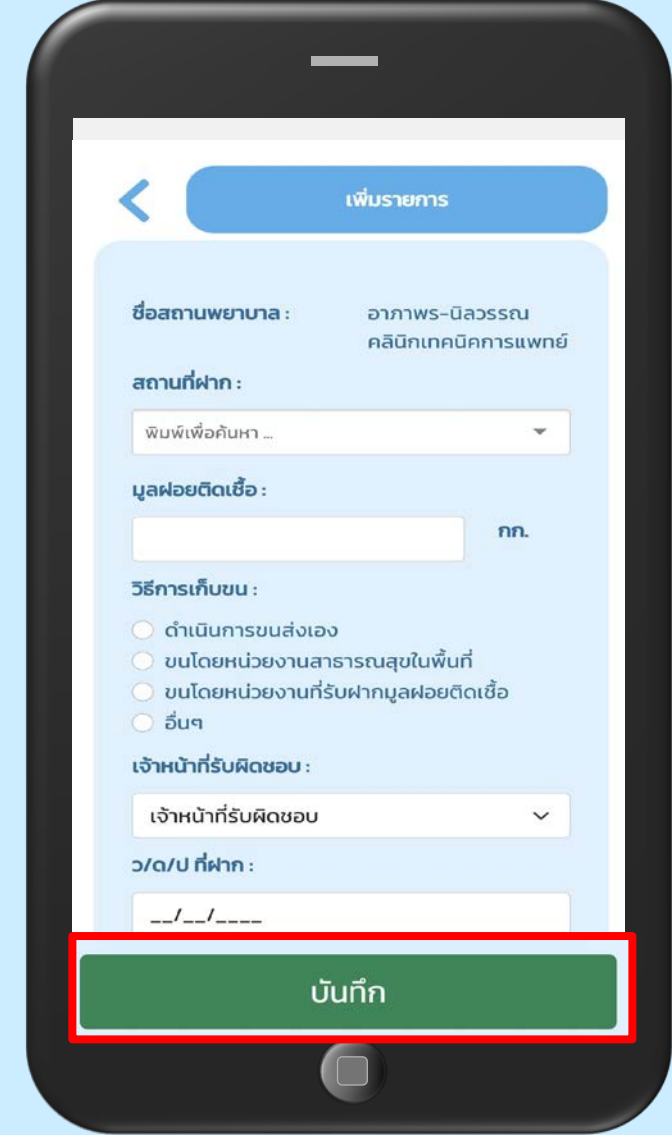 เพิ่มรายการ
ชื่อสถานพยาบาล : อาภาพร-นิลวรรณ
คลินิกเทคนิคการแพทย์
สถานที่ฝาก :
พิมพ์เพื่อค้นหา ...
มูลฝอยติดเชื้อ :
กก.
วิธีการเก็บขน :
ดำเนินการขนส่งเอง
ขนโดยหน่วยงานสาธารณสุขในพื้นที่
ขนโดยหน่วยงานที่รับฝากมูลฝอยติดเชื้อ
อื่นๆ
เจ้าหน้าที่รับผิดชอบ :
เจ้าหน้าที่รับผิดชอบ
ว/ด/ป ที่ฝาก :
__/__/____
บันทึก